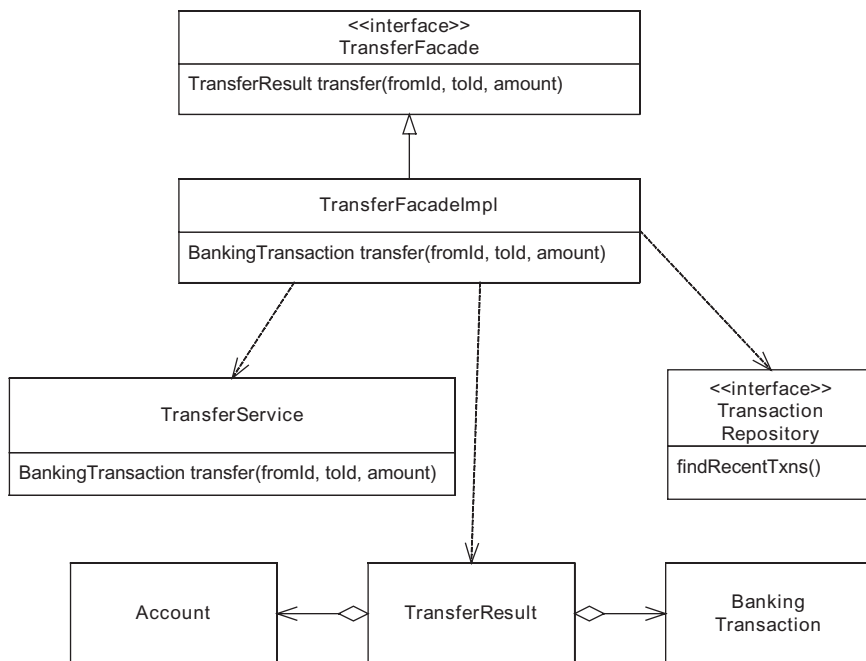 <<interface>>
TransferFacade
TransferResult transfer(fromId, toId, amount)
TransferFacadeImpl
BankingTransaction transfer(fromId, toId, amount)
TransferService
BankingTransaction transfer(fromId, toId, amount)
<<interface>>
Transaction
Repository
findRecentTxns()
Account
TransferResult
Banking
Transaction